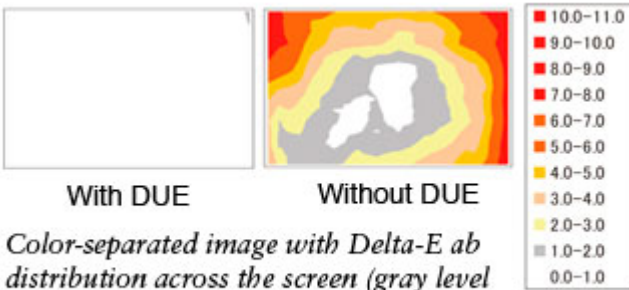 10.0-11.0
9.0-10.0
8.0-9.0
7.0-8.0
6.0-7.0
5.0-6.0
4.0-5.0
3.0-4.0
2.0-3.0
1.0-2.0
0.0-1.0
With DUE
Without DUE
Color-separated image with Delta-E ab
distribution across the screen (gray level